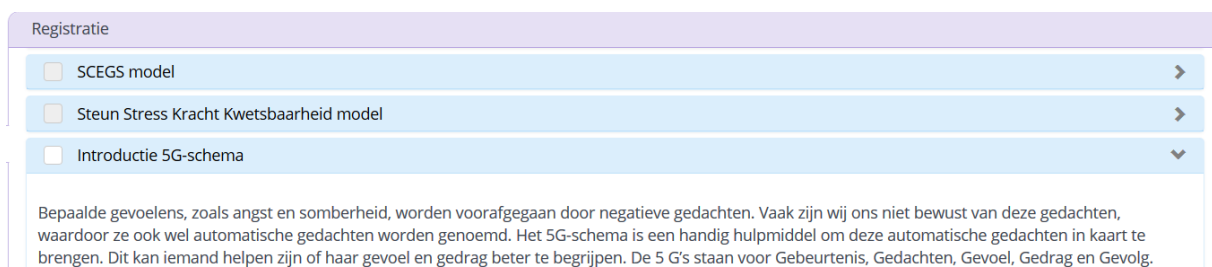 Registratie
SCEGS model
Steun Stress Kracht Kwetsbaarheid model
Introductie 5G-schema
Bepaalde gevoelens, zoals angst en somberheid, worden voorafgegaan door negatieve gedachten. Vaak zijn wij ons niet bewust van deze gedachten,
waardoor ze ook wel automatische gedachten worden genoemd. Het 5G-schema is een handig hulpmiddel om deze automatische gedachten in kaart te
brengen. Dit kan iemand helpen zijn of haar gevoel en gedrag beter te begrijpen. De 5 G's staan voor Gebeurtenis, Gedachten, Gevoel, Gedrag en Gevolg.